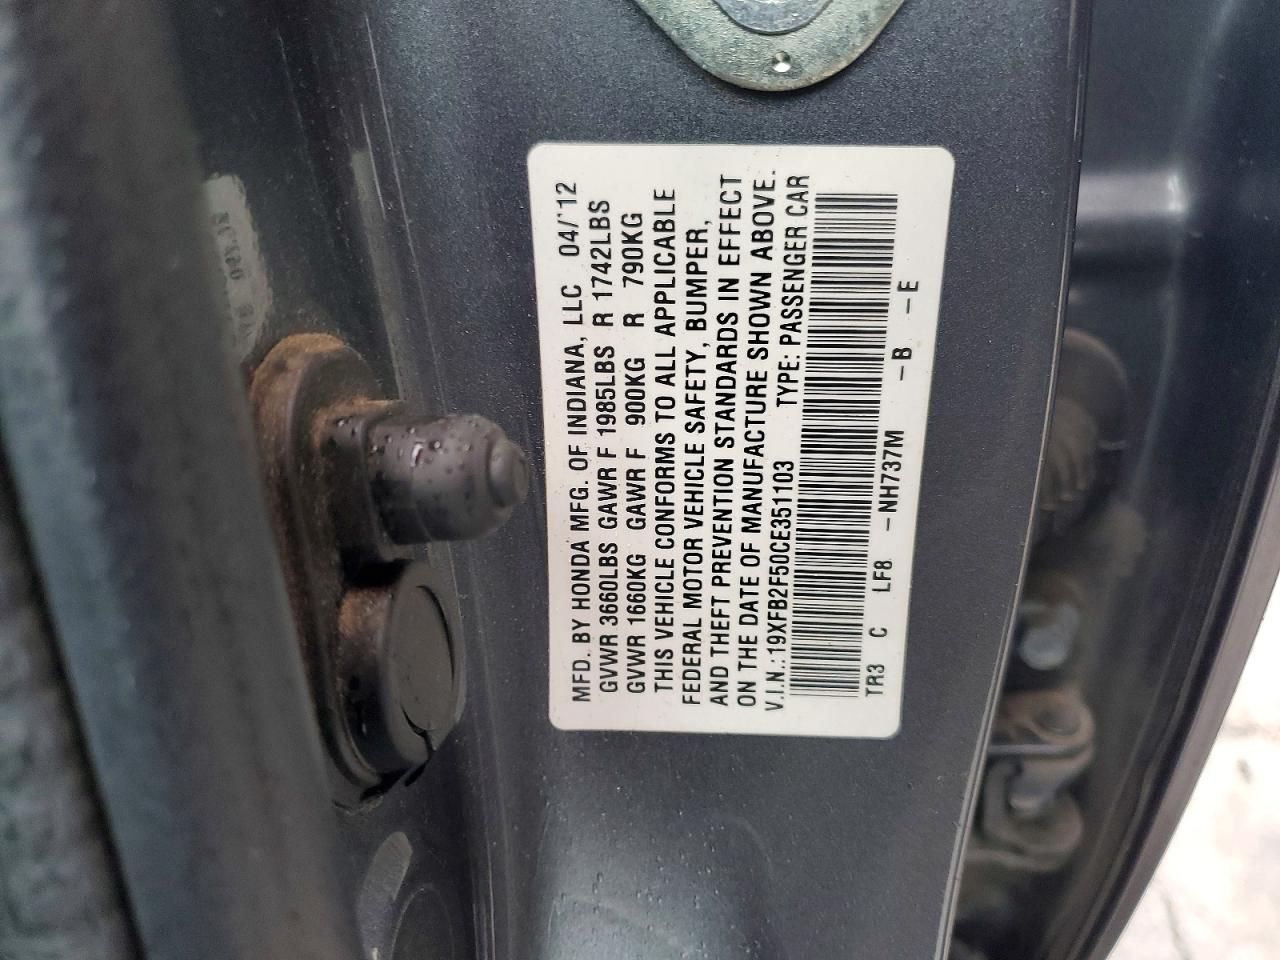 MFD. BY HONDA MFG. OF INDIANA, LLC 04/'12
GVWR 3660LBS GAWR F 1985LBS R 1742LBS
GVWR 1660KG GAWR F 900KG R 790KG
THIS VEHICLE CONFORMS TO ALL APPLICABLE
FEDERAL MOTOR VEHICLE SAFETY, BUMPER,
AND THEFT PREVENTION STANDARDS IN EFFECT
ON THE DATE OF MANUFACTURE SHOWN ABOVE.
V.I.N.:19XFB2F50CE351103 TYPE: PASSENGER CAR
TR3 C LF8 -NH737M -B -E